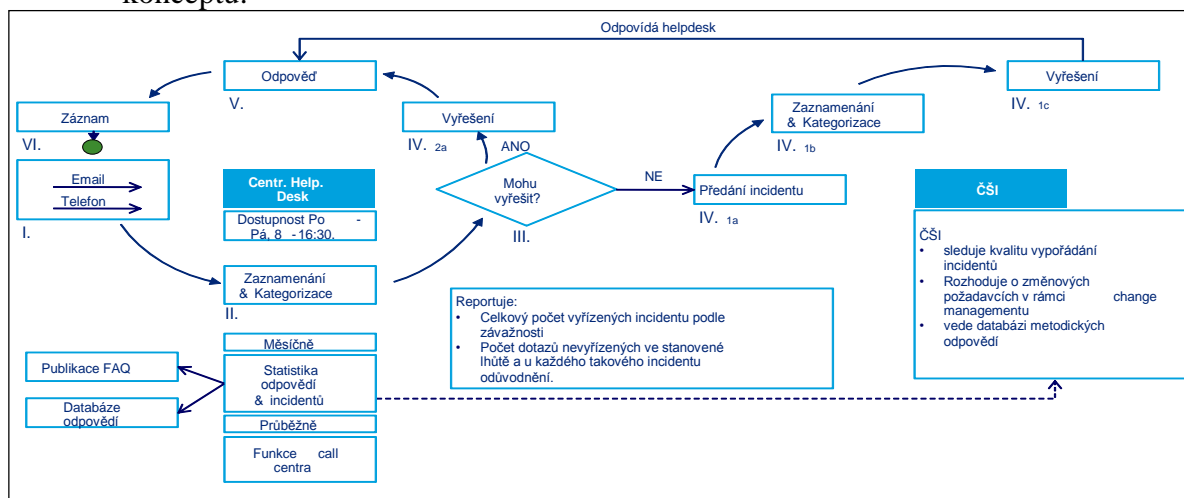 konceptu.
Odpovídá helpdesk
Odpověď
V.
Vyřešení
IV. 1c
Záznam
VI.
Vyřešení
IV. 2a
ANO
Zaznamenání
& Kategorizace
IV. 1b
Email
Telefon
I.
Centr. Help.
Desk
Dostupnost Po -
Pá, 8 -16:30.
Mohu
vyřešit?
III.
NE
Předání incidentu
IV. 1a
ČŠI
ČŠI
• sleduje kvalitu vypořádání
incidentů
• Rozhoduje o změnových
požadavcích v rámci change
managementu
• vede databázi metodických
odpovědí
Zaznamenání
& Kategorizace
II.
Reportuje:
• Celkový počet vyřízených incidentu podle
závažnosti
• Počet dotazů nevyřízených ve stanovené
lhůtě a u každého takového incidentu
odůvodnění.
Měsíčně
Publikace FAQ
Statistika
odpovědí
& incidentů
Databáze
odpovědí
Průběžně
Funkce call
centra